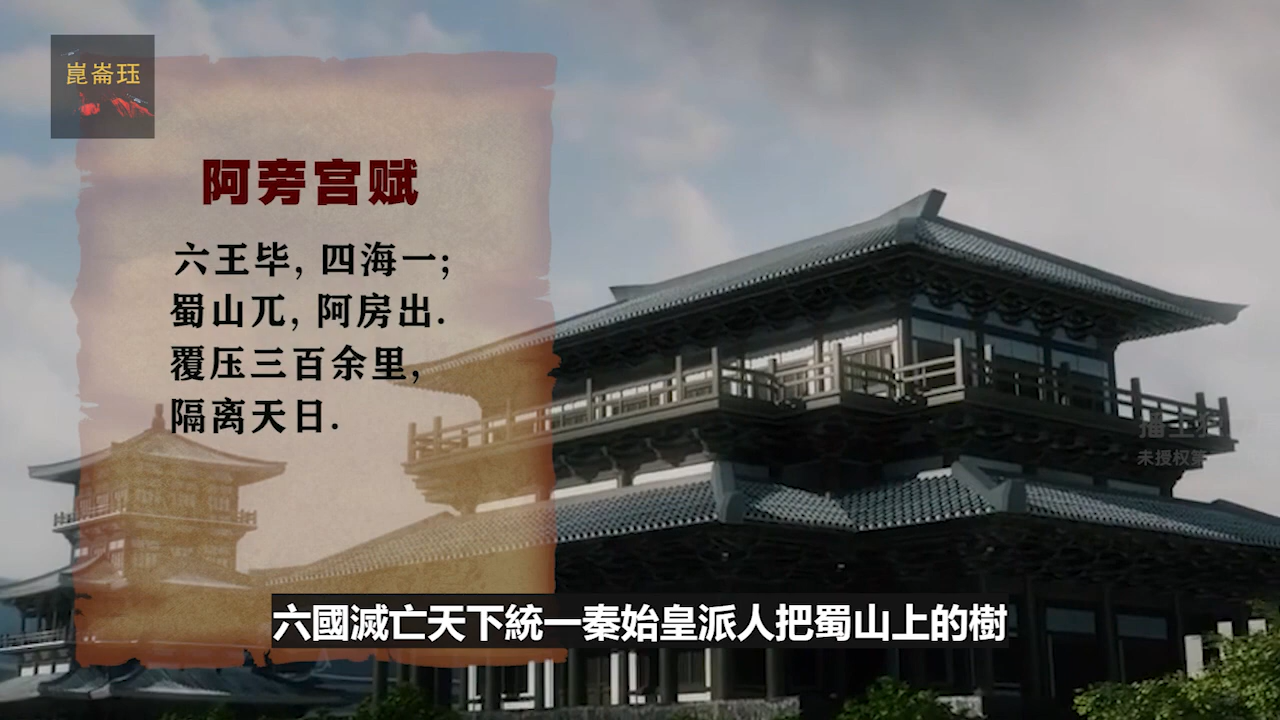 崑崙珏
阿旁宫赋
六王毕, 四海一;
蜀山兀, 阿房出.
覆压三百余里,
隔离天日.
未授权
六國滅亡天下統一秦始皇派人把蜀山上的樹